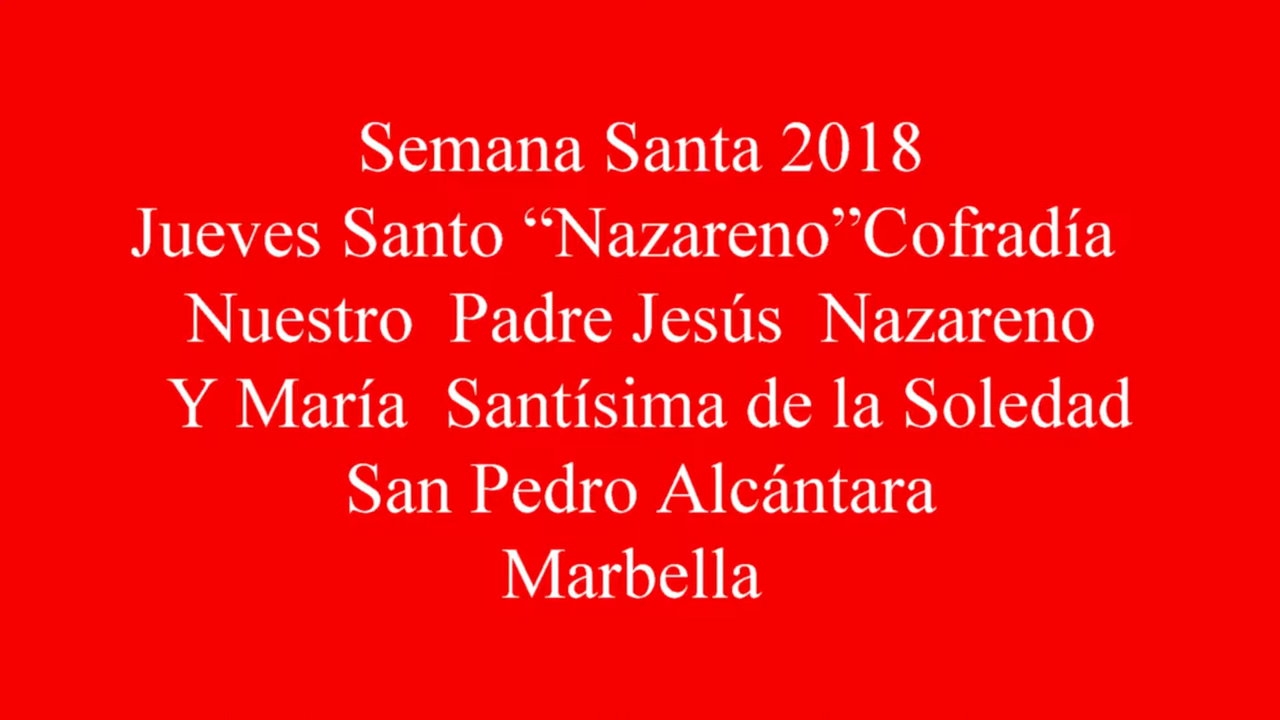 Semana Santa 2018
Jueves Santo “Nazareno”Cofradía
Nuestro Padre Jesús Nazareno
Y María Santísima de la Soledad
San Pedro Alcántara
Marbella